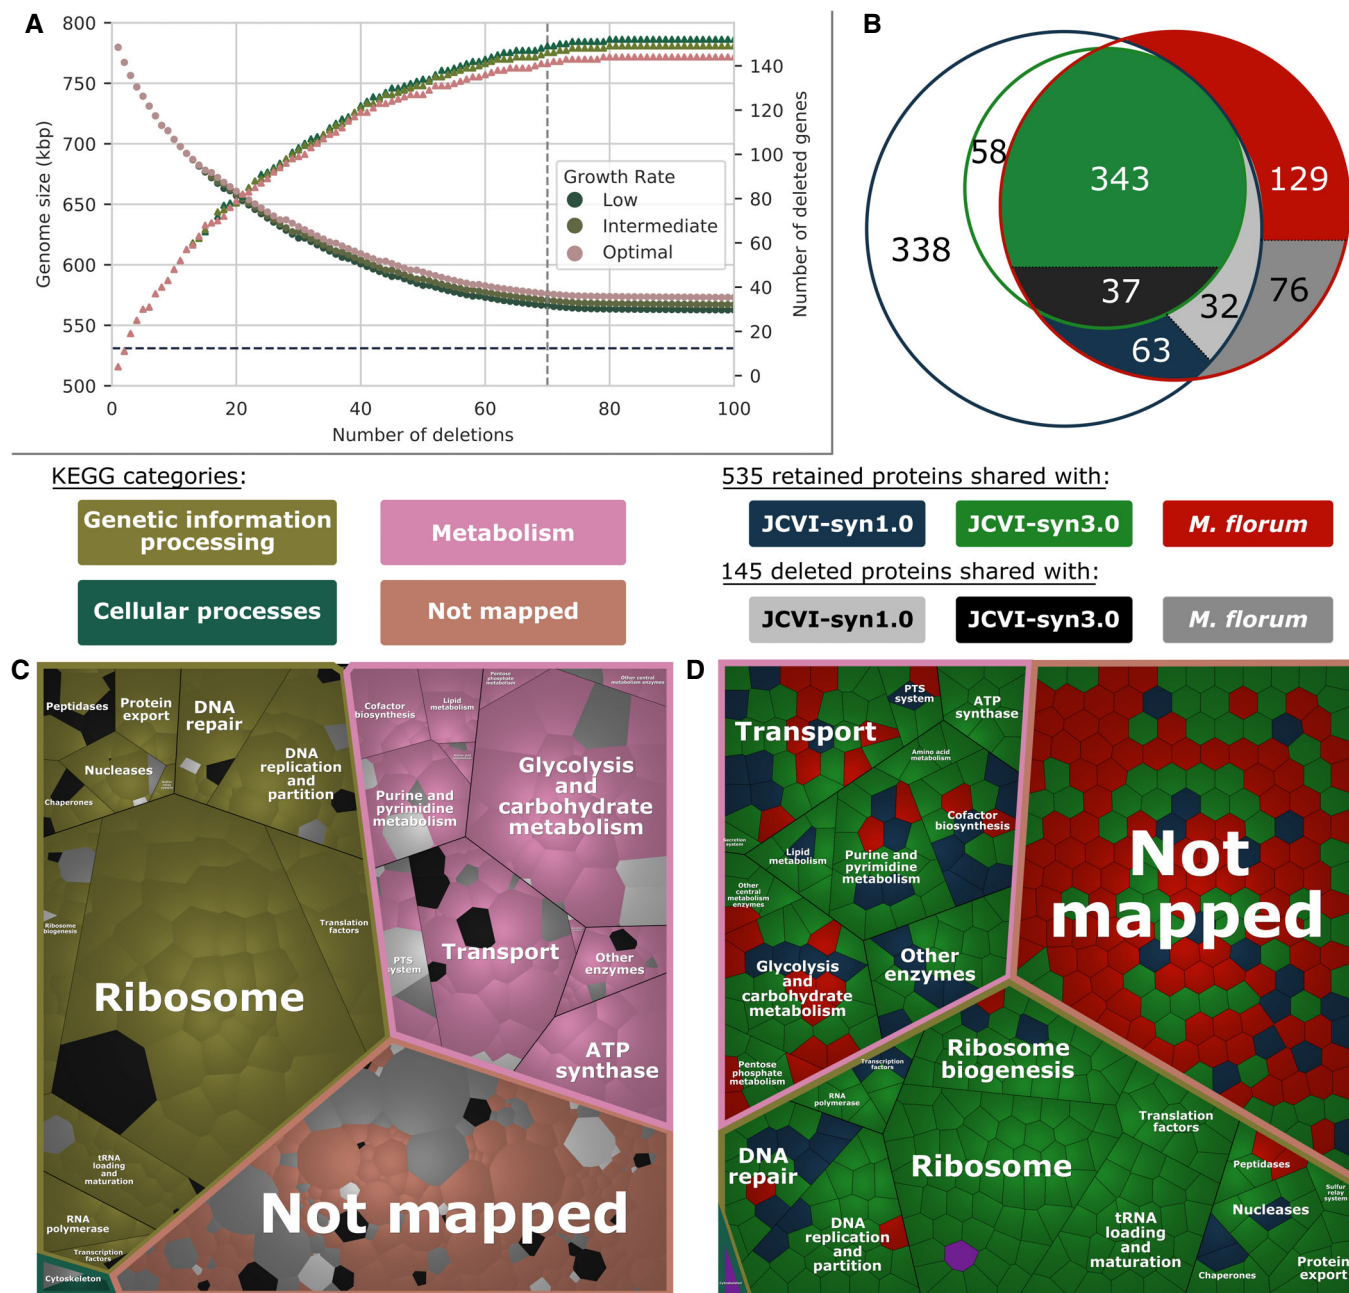 A
800
750
700
650
600
550
500
Genome size (kbp)
0
20
40
60
80
100
Number of deletions
140
120
100
80
60
40
20
0
Number of deleted genes
Growth Rate
Low
Intermediate
Optimal
B
58
343
129
338
37
32
76
63
KEGG categories:
Genetic information
processing
Metabolism
Cellular processes
Not mapped
535 retained proteins shared with:
JCVI-syn1.0
JCVI-syn3.0
M. florum
145 deleted proteins shared with:
JCVI-syn1.0
JCVI-syn3.0
M. florum
C
Peptidases
Protein
export
DNA
repair
Nucleases
DNA
replication
and
partition
Chaperones
Ribosome
biogenesis
Translation
factors
Ribosome
tRNA
loading
and
maturation
RNA
polymerase
Transcription
factors
Cytoskeleton
Cofactor
biosynthesis
Lipid
metabolism
Pentose
phosphate
metabolism
Other central
metabolism enzymes
Purine and
pyrimidine
metabolism
Glycolysis
and
carbohydrate
metabolism
PTS
system
Transport
Other
enzymes
ATP
synthase
Not mapped
D
Transport
PTS
system
ATP
synthase
Amino acid
metabolism
Cofactor
biosynthesis
Secretion
system
Lipid
metabolism
Purine and
pyrimidine
metabolism
Other
central
metabolism
enzymes
Glycolysis
and
carbohydrate
metabolism
Other
enzymes
Pentose
phosphate
metabolism
Not
mapped
Transcription
factors
RNA
polymerase
Ribosome
biogenesis
Translation
factors
DNA
repair
Ribosome
Peptidases
Sulfur
relay
system
DNA
replication
and
partition
tRNA
loading
and
maturation
Nucleases
Chaperones
Protein
export